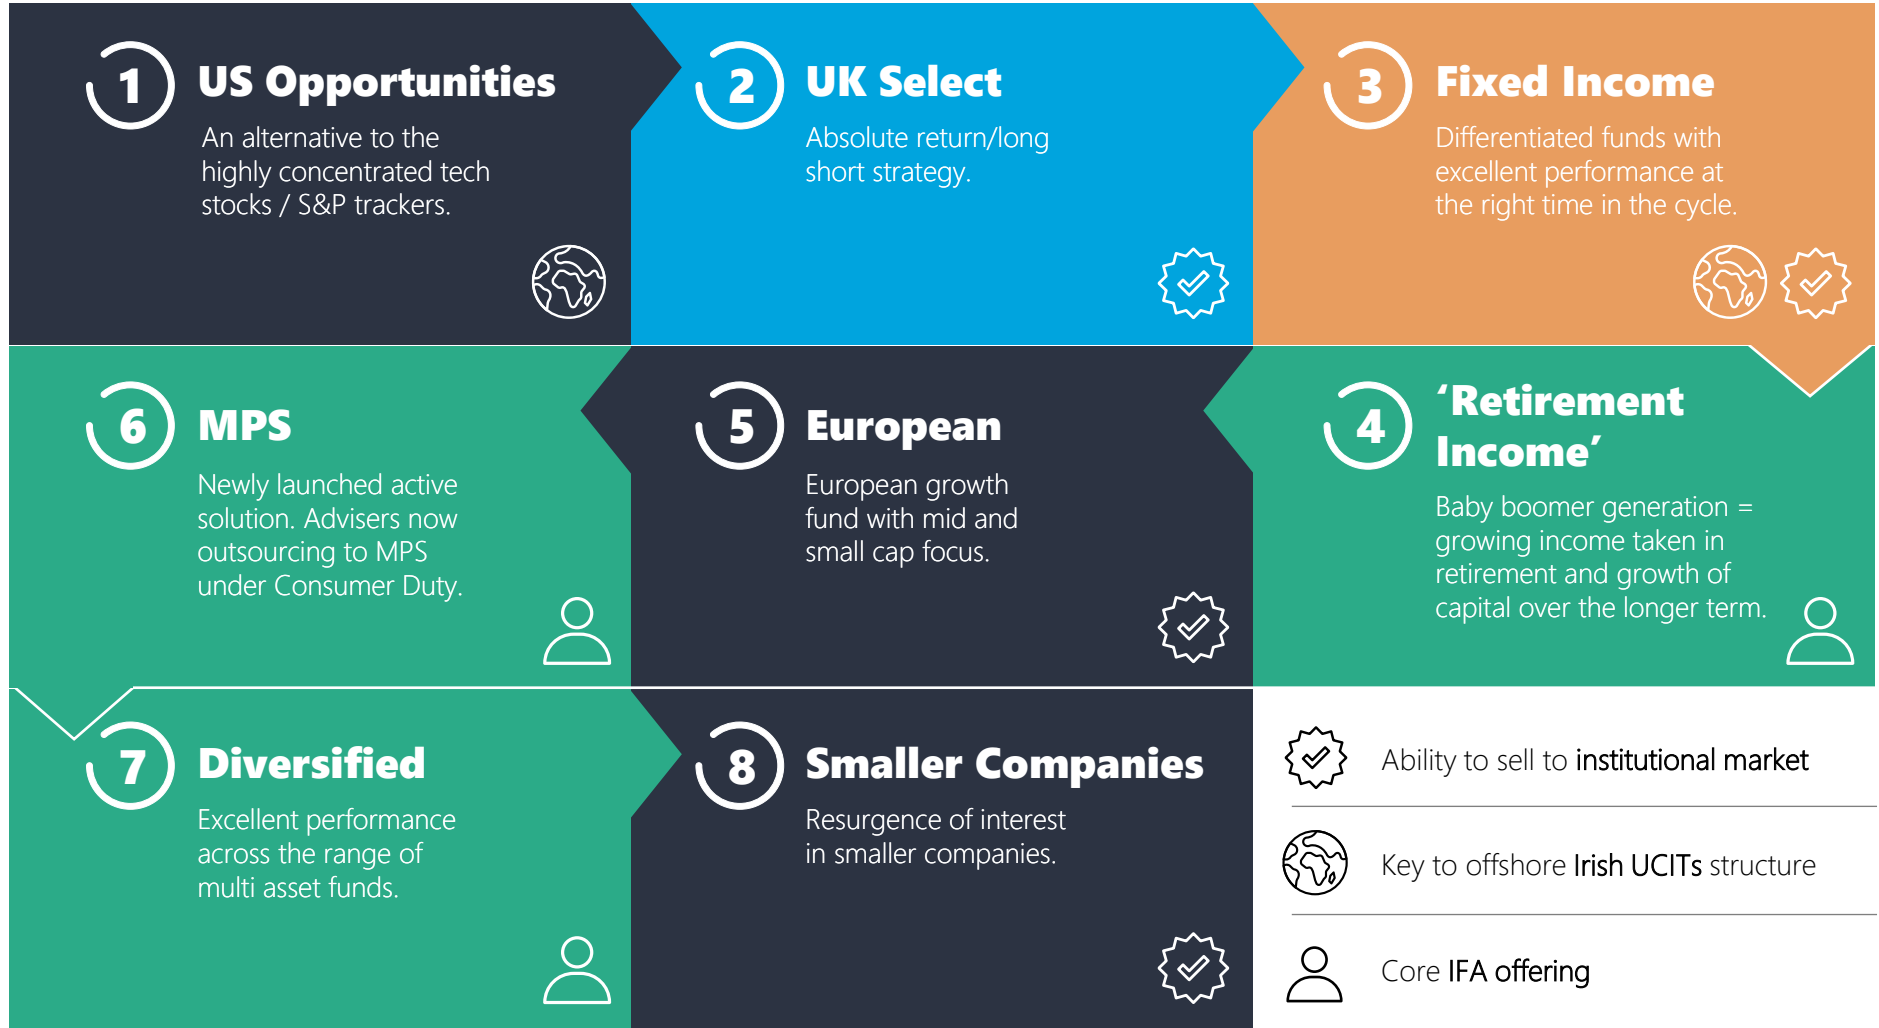 1
US Opportunities
An alternative to the
highly concentrated tech
stocks / S&P trackers.
2
UK Select
Absolute return/long
short strategy.
3
Fixed Income
Differentiated funds with
excellent performance at
the right time in the cycle.
4
‘Retirement
Income’
Baby boomer generation =
growing income taken in
retirement and growth of
capital over the longer term.
5
European
European growth
fund with mid and
small cap focus.
6
MPS
Newly launched active
solution. Advisers now
outsourcing to MPS
under Consumer Duty.
7
Diversified
Excellent performance
across the range of
multi asset funds.
8
Smaller Companies
Resurgence of interest
in smaller companies.
Ability to sell to institutional market
Key to offshore Irish UCITs structure
Core IFA offering